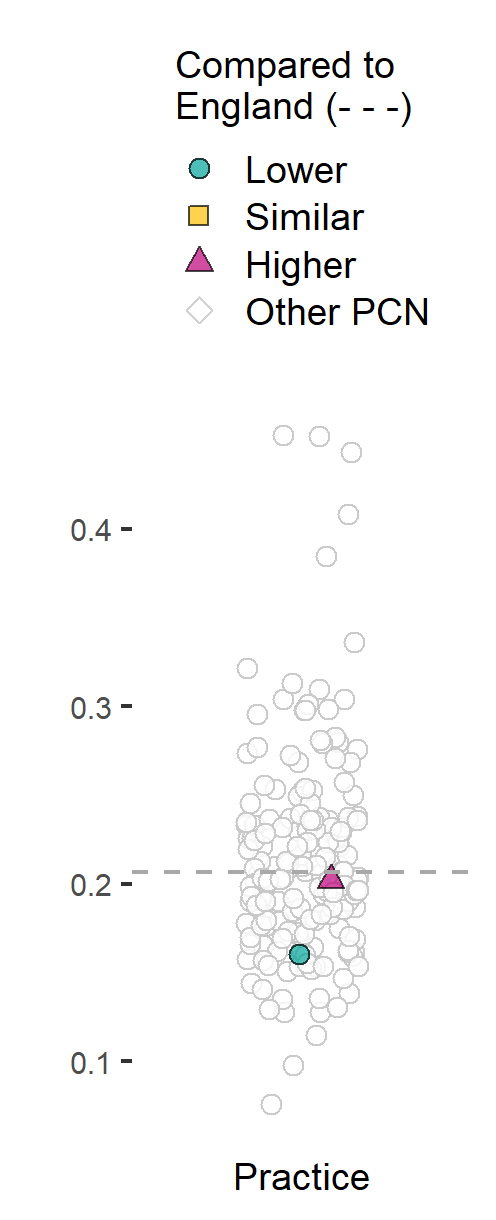 Compared to
England (- - -)
Lower
Similar
Higher
Other PCN
0.4
0.3
0.2
0.1
Practice